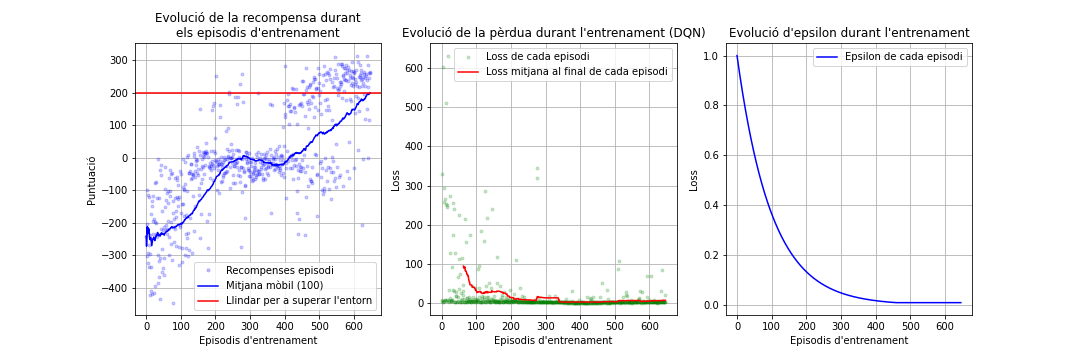 Evolució de la recompensa durant
els episodis d'entrenament
300
200
100
0
−100
−200
−300
−400
Puntuació
Recompenses episodi
Mitjana mòbil (100)
Llindar per a superar l'entorn
0 100 200 300 400 500 600
Episodis d'entrenament
Evolució de la pèrdua durant l'entrenament (DQN)
Loss de cada episodi
Loss mitjana al final de cada episodi
600
500
400
300
200
100
0
Loss
0 100 200 300 400 500 600
Episodis d'entrenament
Evolució d'epsilon durant l'entrenament
Epsilon de cada episodi
1.0
0.8
0.6
0.4
0.2
0.0
Loss
0 100 200 300 400 500 600
Episodis d'entrenament